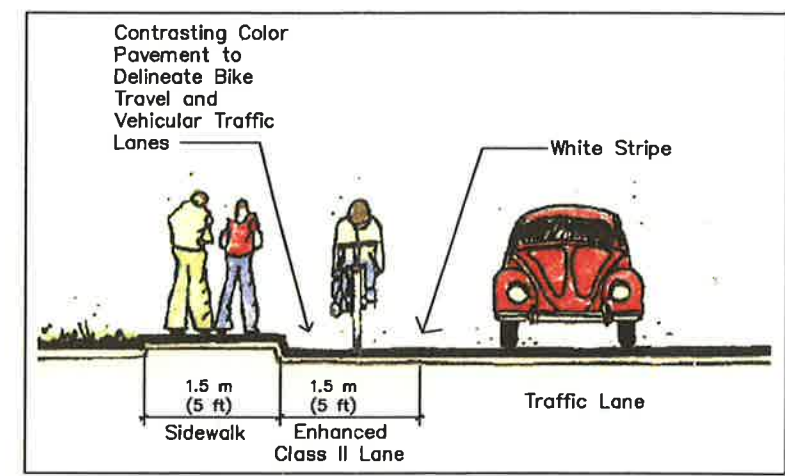 Contrasting Color
Pavement to
Delineate Bike
Travel and
Vehicular Traffic
Lanes
White Stripe
1.5 m
(5 ft)
Sidewalk
1.5 m
(5 ft)
Enhanced
Class II Lane
Traffic Lane